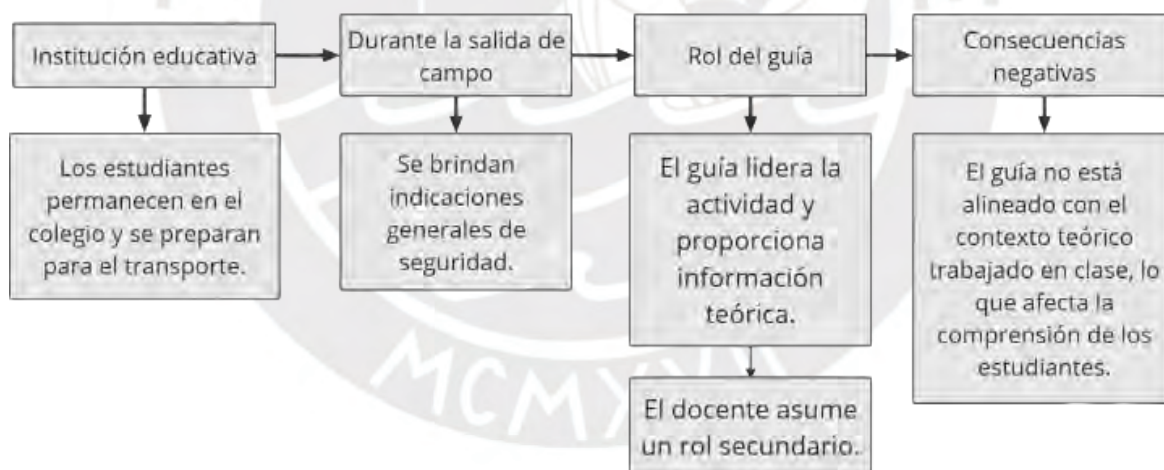 Institución educativa
Durante la salida de
campo
Rol del guía
Consecuencias
negativas
Los estudiantes
permanecen en el
colegio y se preparan
para el transporte.
Se brindan
indicaciones
generales de
seguridad.
El guía lidera la
actividad y
proporciona
información
teórica.
El docente asume
un rol secundario.
El guía no está
alineado con el
contexto teórico
trabajado en clase, lo
que afecta la
comprensión de los
estudiantes.